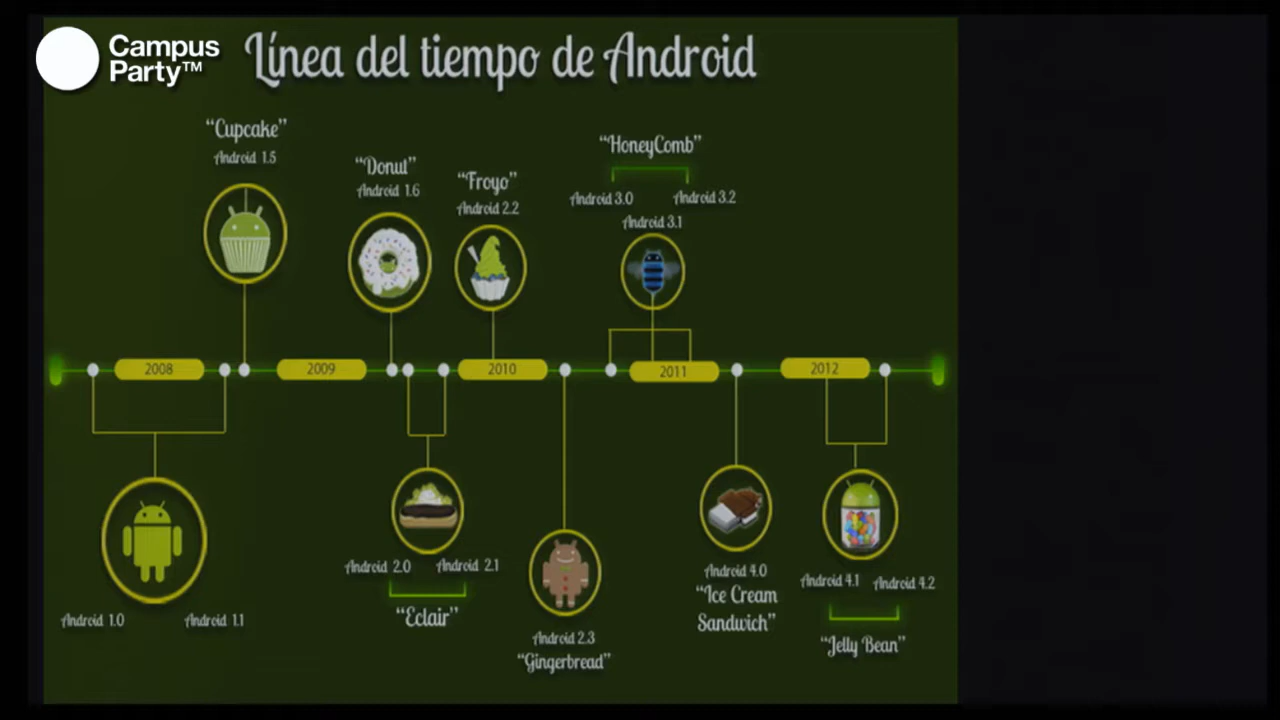 Campus
Party™
Línea del tiempo de Android
“Cupcake”
Android 1.5
“Donut”
Android 1.6
“Froyo”
Android 2.2
“HoneyComb”
Android 3.0
Android 3.2
Android 3.1
2008
2009
2010
2011
2012
Android 1.0
Android 1.1
Android 2.0
Android 2.1
“Eclair”
Android 2.3
“Gingerbread”
Android 4.0
“Ice Cream
Sandwich”
Android 4.1
Android 4.2
“Jelly Bean”